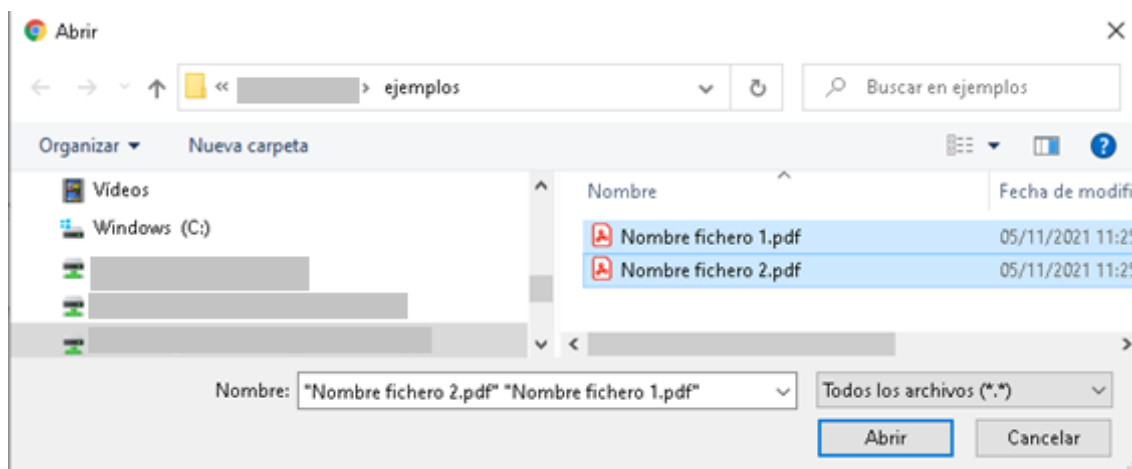 Abrir
« › ejemplos
Buscar en ejemplos
Organizar Nueva carpeta
Vídeos
Windows (C:)
Nombre Fecha de modifi
Nombre fichero 1.pdf 05/11/2021 11:25
Nombre fichero 2.pdf 05/11/2021 11:25
Nombre: "Nombre fichero 2.pdf" "Nombre fichero 1.pdf" Todos los archivos (*.*)
Abrir Cancelar